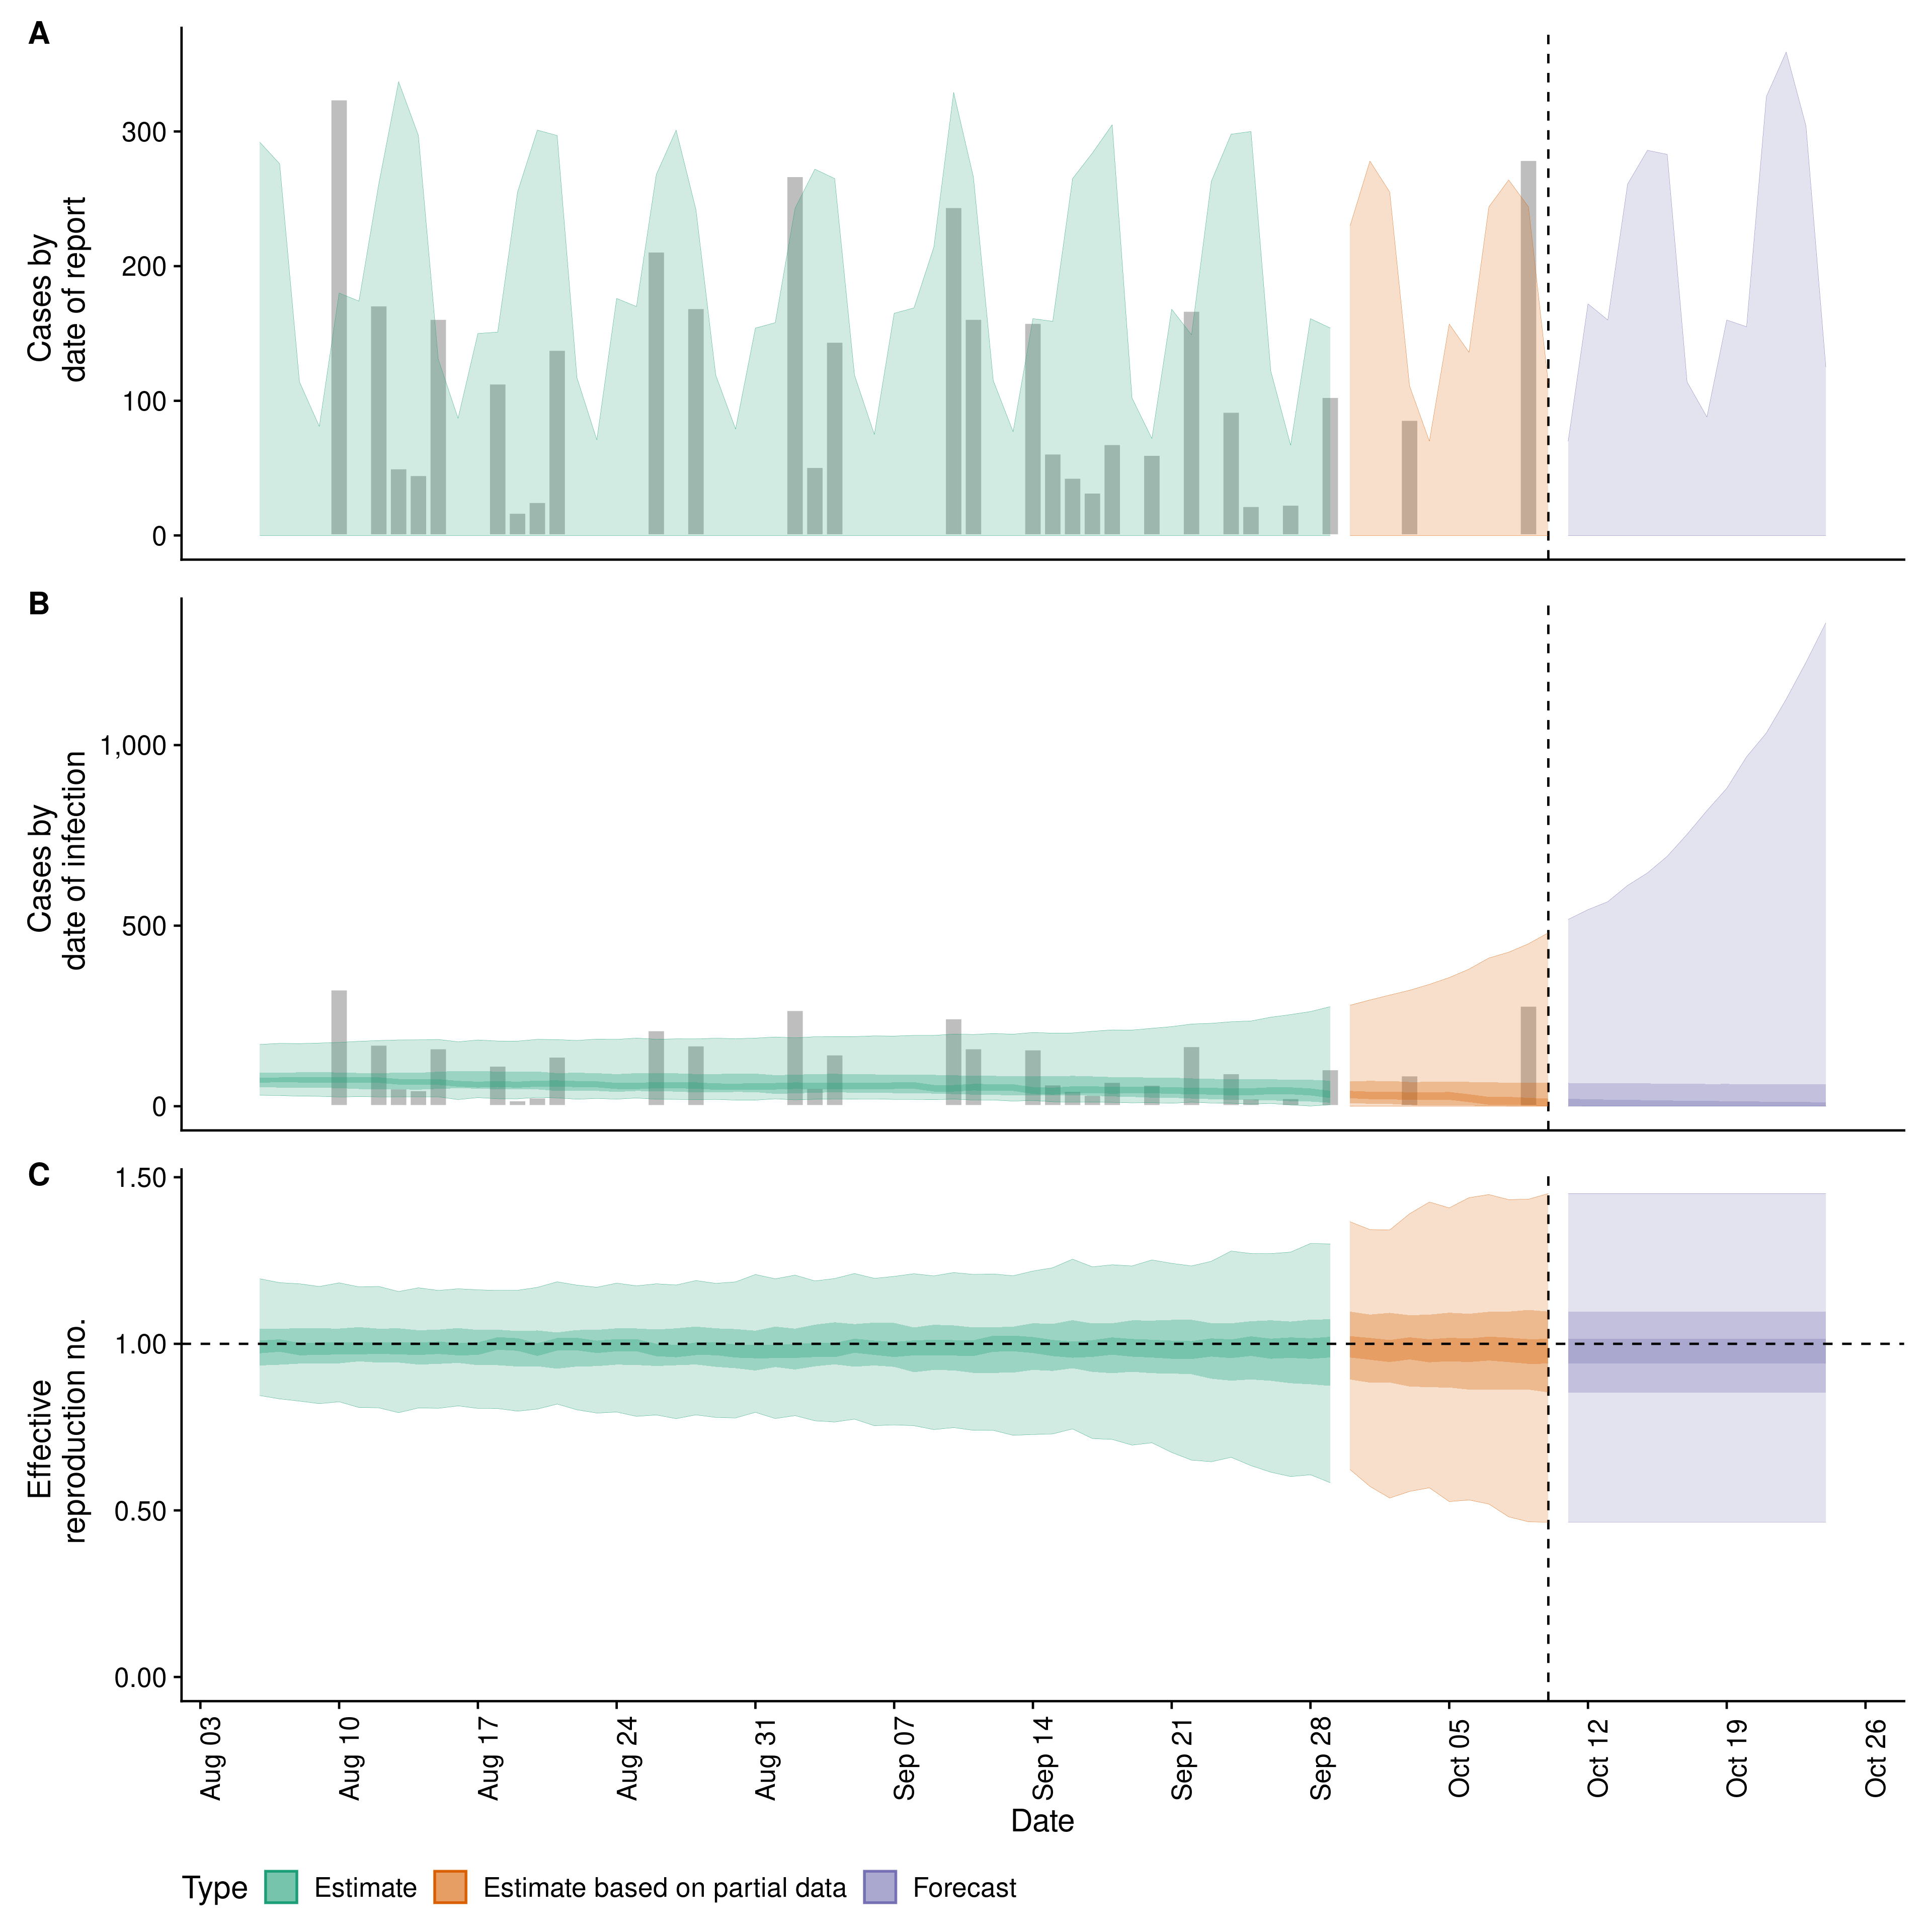 A
Cases by
date of report
300
200
100
0
B
Cases by
date of infection
1,000
500
0
C
Effective
reproduction no.
1.50
1.00
0.50
0.00
Aug 03
Aug 10
Aug 17
Aug 24
Aug 31
Sep 07
Sep 14
Sep 21
Sep 28
Oct 05
Oct 12
Oct 19
Oct 26
Date
Type Estimate Estimate based on partial data Forecast